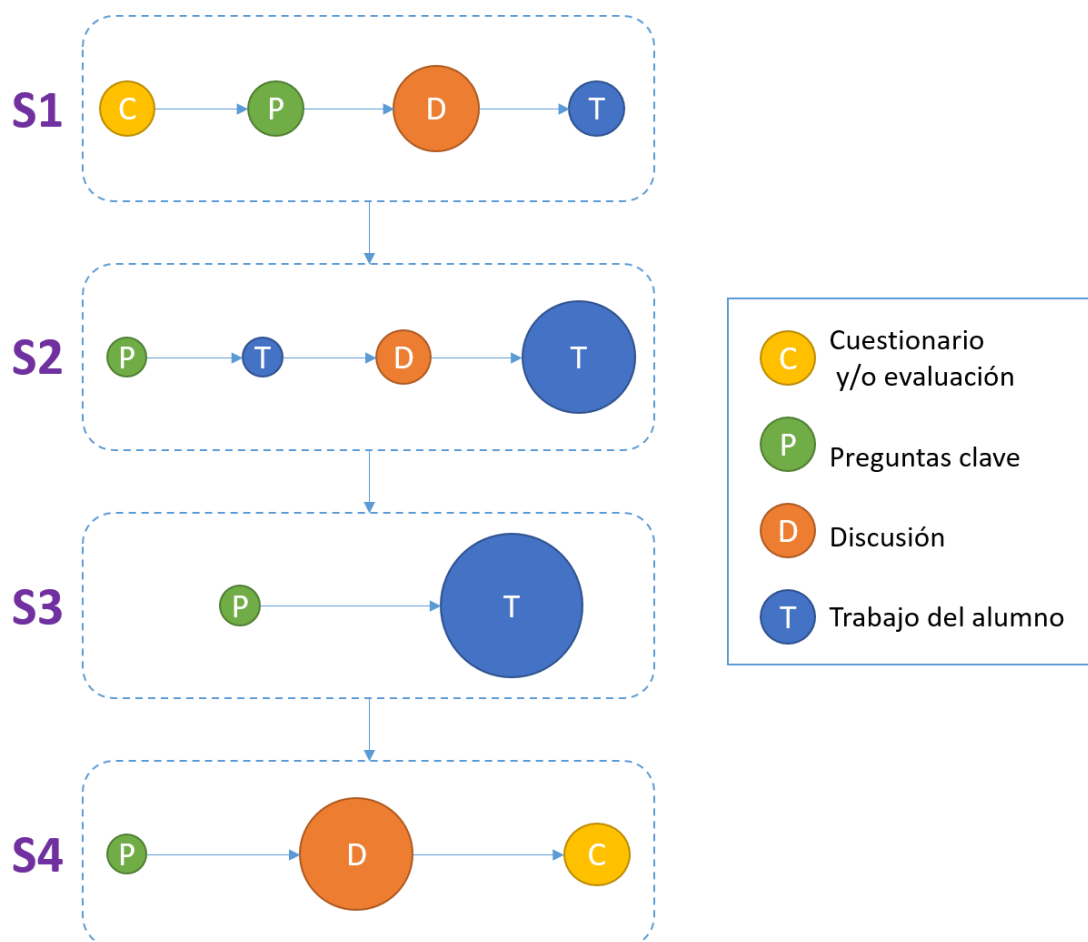 S1
C
P
D
T
S2
P
T
D
T
C
Cuestionario
y/o evaluación
P
Preguntas clave
D
Discusión
T
Trabajo del alumno
S3
P
T
S4
P
D
C